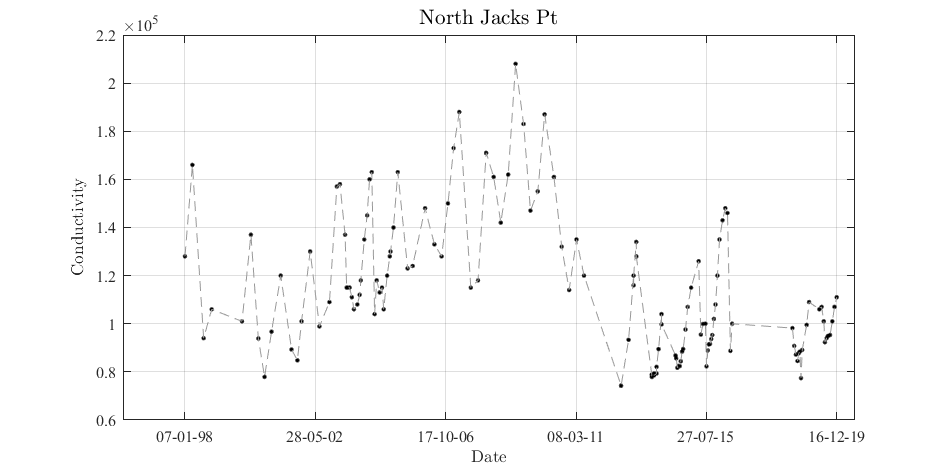 North Jacks Pt
×10⁵
2.2
2
1.8
1.6
1.4
1.2
1
0.8
0.6
Conductivity
07-01-98 28-05-02 17-10-06 08-03-11 27-07-15 16-12-19
Date